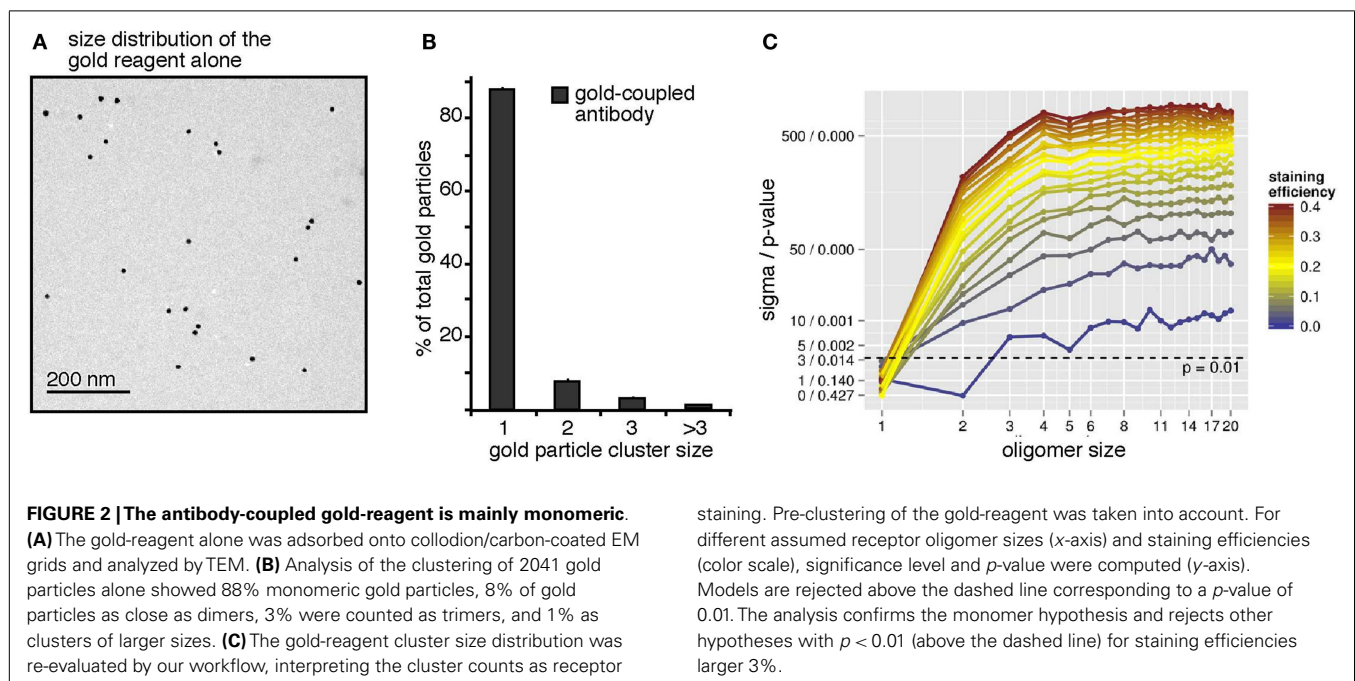 A size distribution of the
gold reagent alone
200 nm
B
% of total gold particles
80
60
40
20
gold-coupled
antibody
1 2 3 >3
gold particle cluster size
C
sigma / p-value
500 / 0.000
50 / 0.000
10 / 0.001
5 / 0.002
3 / 0.014
1 / 0.140
0 / 0.427
p = 0.01
1 2 3 4 5 6 8 11 14 17 20
oligomer size
staining
efficiency
0.4
0.3
0.2
0.1
0.0
FIGURE 2 | The antibody-coupled gold-reagent is mainly monomeric.
(A) The gold-reagent alone was adsorbed onto collodion/carbon-coated EM
grids and analyzed by TEM. (B) Analysis of the clustering of 2041 gold
particles alone showed 88% monomeric gold particles, 8% of gold
particles as close as dimers, 3% were counted as trimers, and 1% as
clusters of larger sizes. (C) The gold-reagent cluster size distribution was
re-evaluated by our workflow, interpreting the cluster counts as receptor
staining. Pre-clustering of the gold-reagent was taken into account. For
different assumed receptor oligomer sizes (x-axis) and staining efficiencies
(color scale), significance level and p-value were computed (y-axis).
Models are rejected above the dashed line corresponding to a p-value of
0.01. The analysis confirms the monomer hypothesis and rejects other
hypotheses with p < 0.01 (above the dashed line) for staining efficiencies
larger 3%.